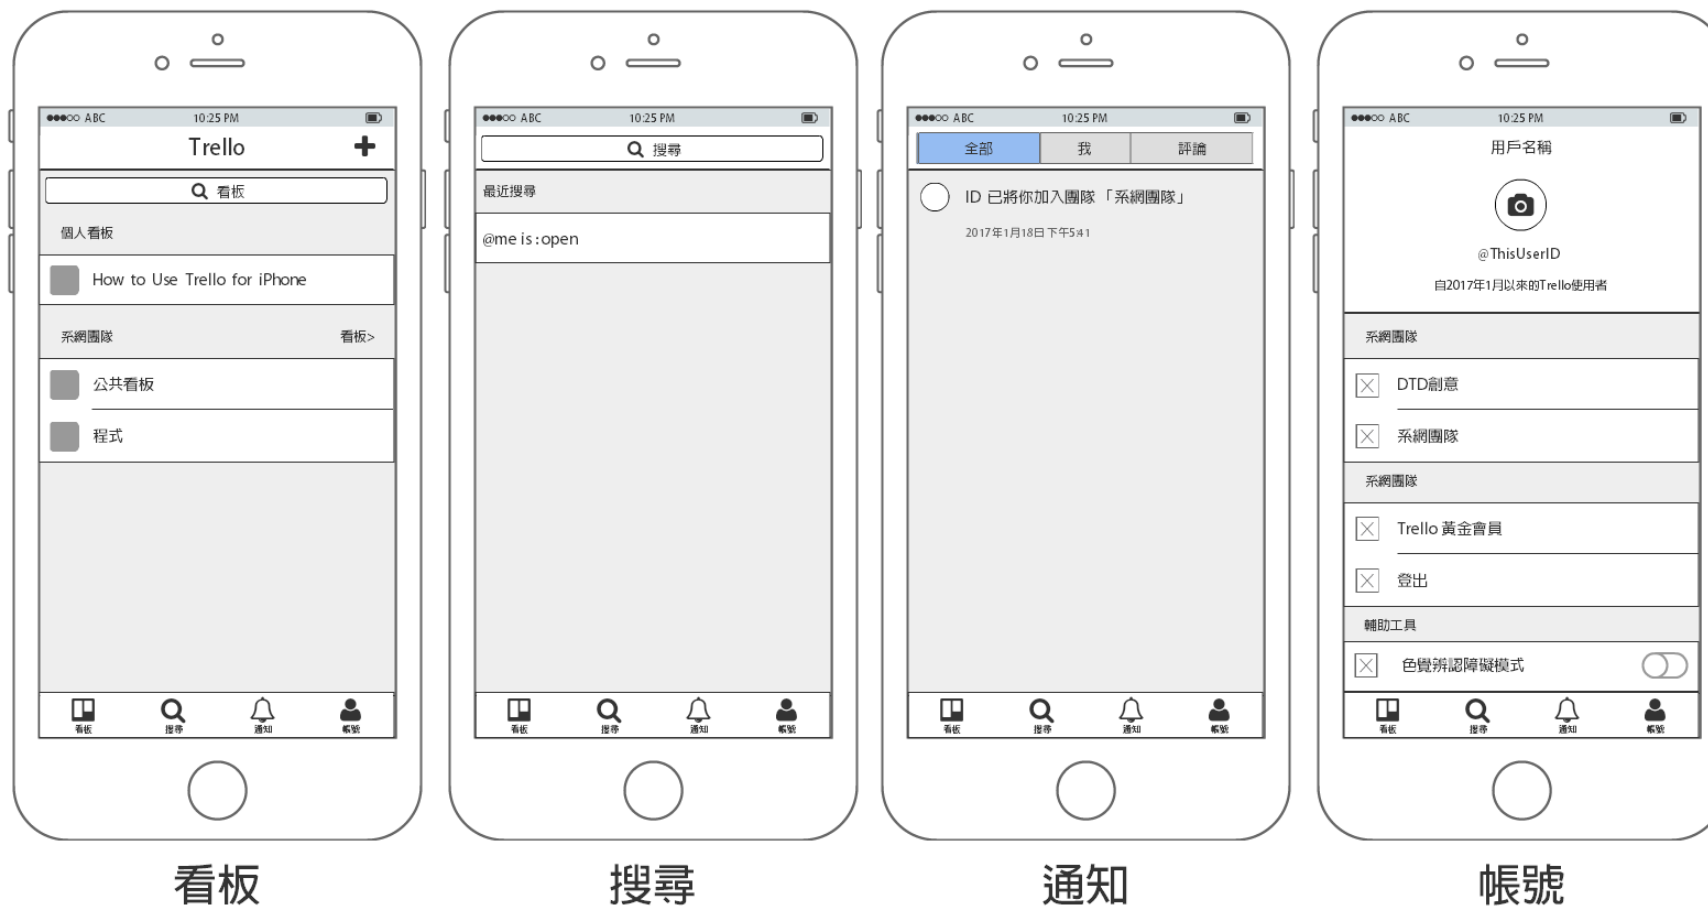 ABC 10:25 PM
Trello
看板
個人看板
How to Use Trello for iPhone
系網團隊 看板>
公共看板
程式
看板 搜尋 通知 帳號
看板
ABC 10:25 PM
搜尋
最近搜尋
@me is:open
看板 搜尋 通知 帳號
搜尋
ABC 10:25 PM
全部 我 評論
ID 已將你加入團隊「系網團隊」
2017年1月18日 下午5:41
看板 搜尋 通知 帳號
通知
ABC 10:25 PM
用戶名稱
@ThisUserID
自2017年1月以來的Trello使用者
系網團隊
DTD創意
系網團隊
系網團隊
Trello 黃金會員
登出
輔助工具
色覺辨認障礙模式
看板 搜尋 通知 帳號
帳號